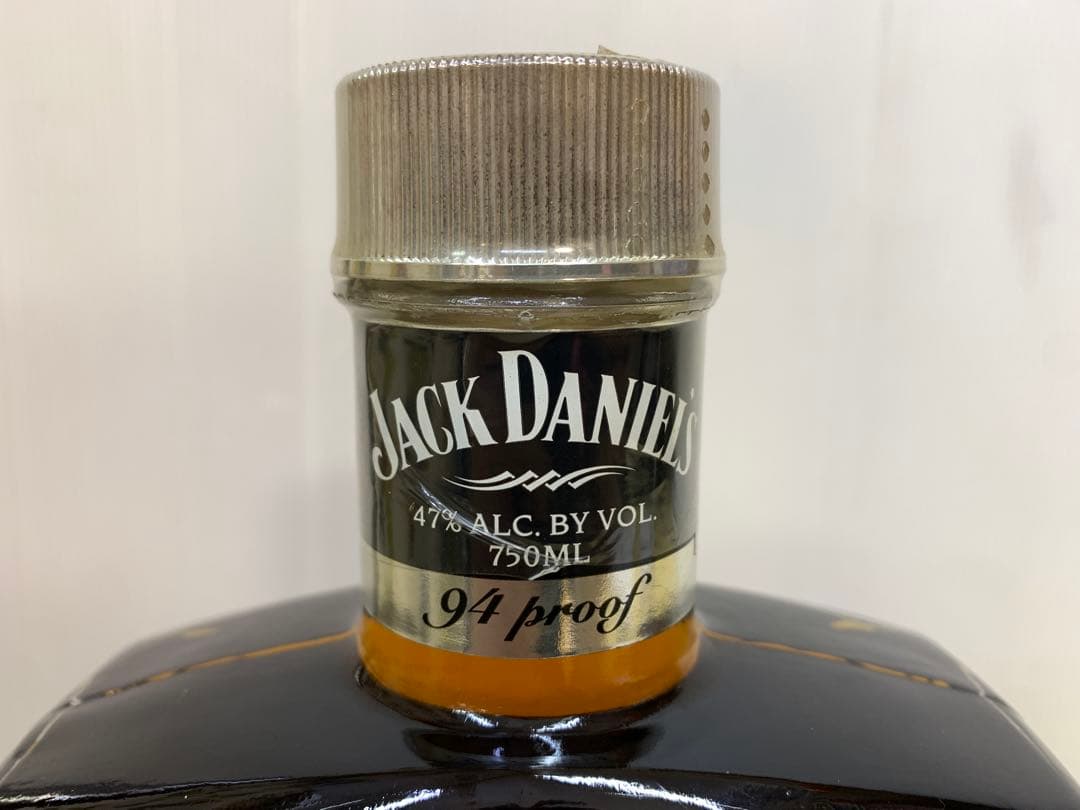 JACK DANIEL'S
47% ALC. BY VOL.
750ML
94 proof